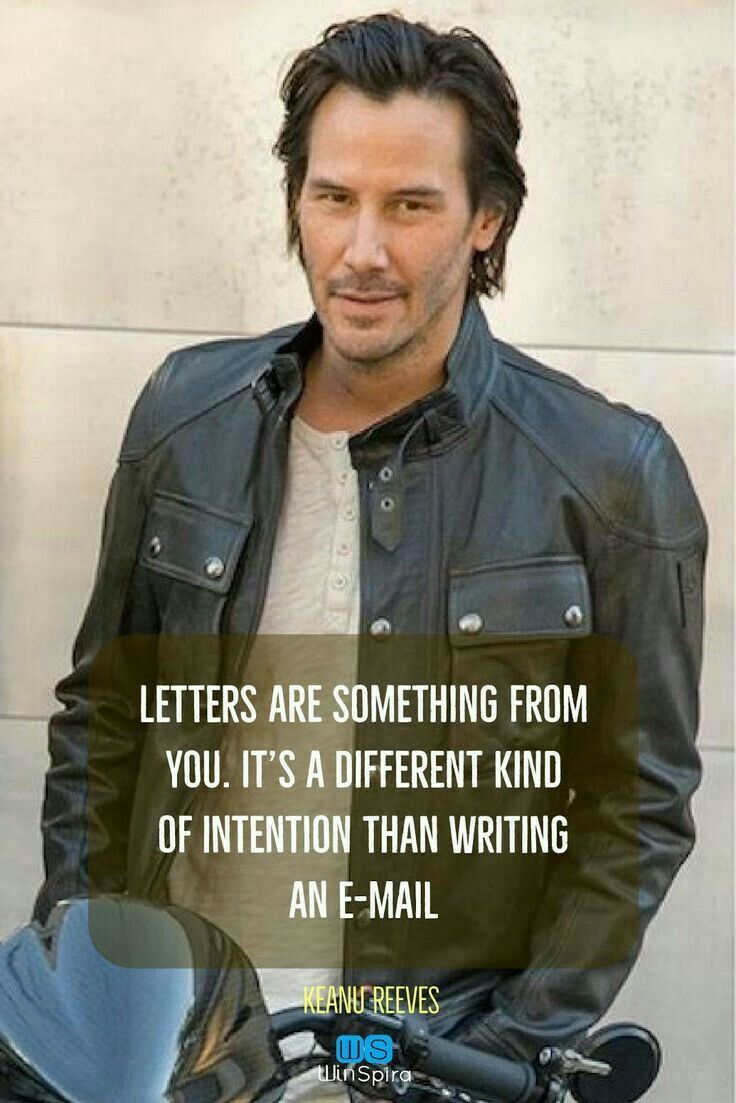 LETTERS ARE SOMETHING FROM
YOU. IT'S A DIFFERENT KIND
OF INTENTION THAN WRITING
AN E-MAIL
KEANU REEVES
WS
WinSpira